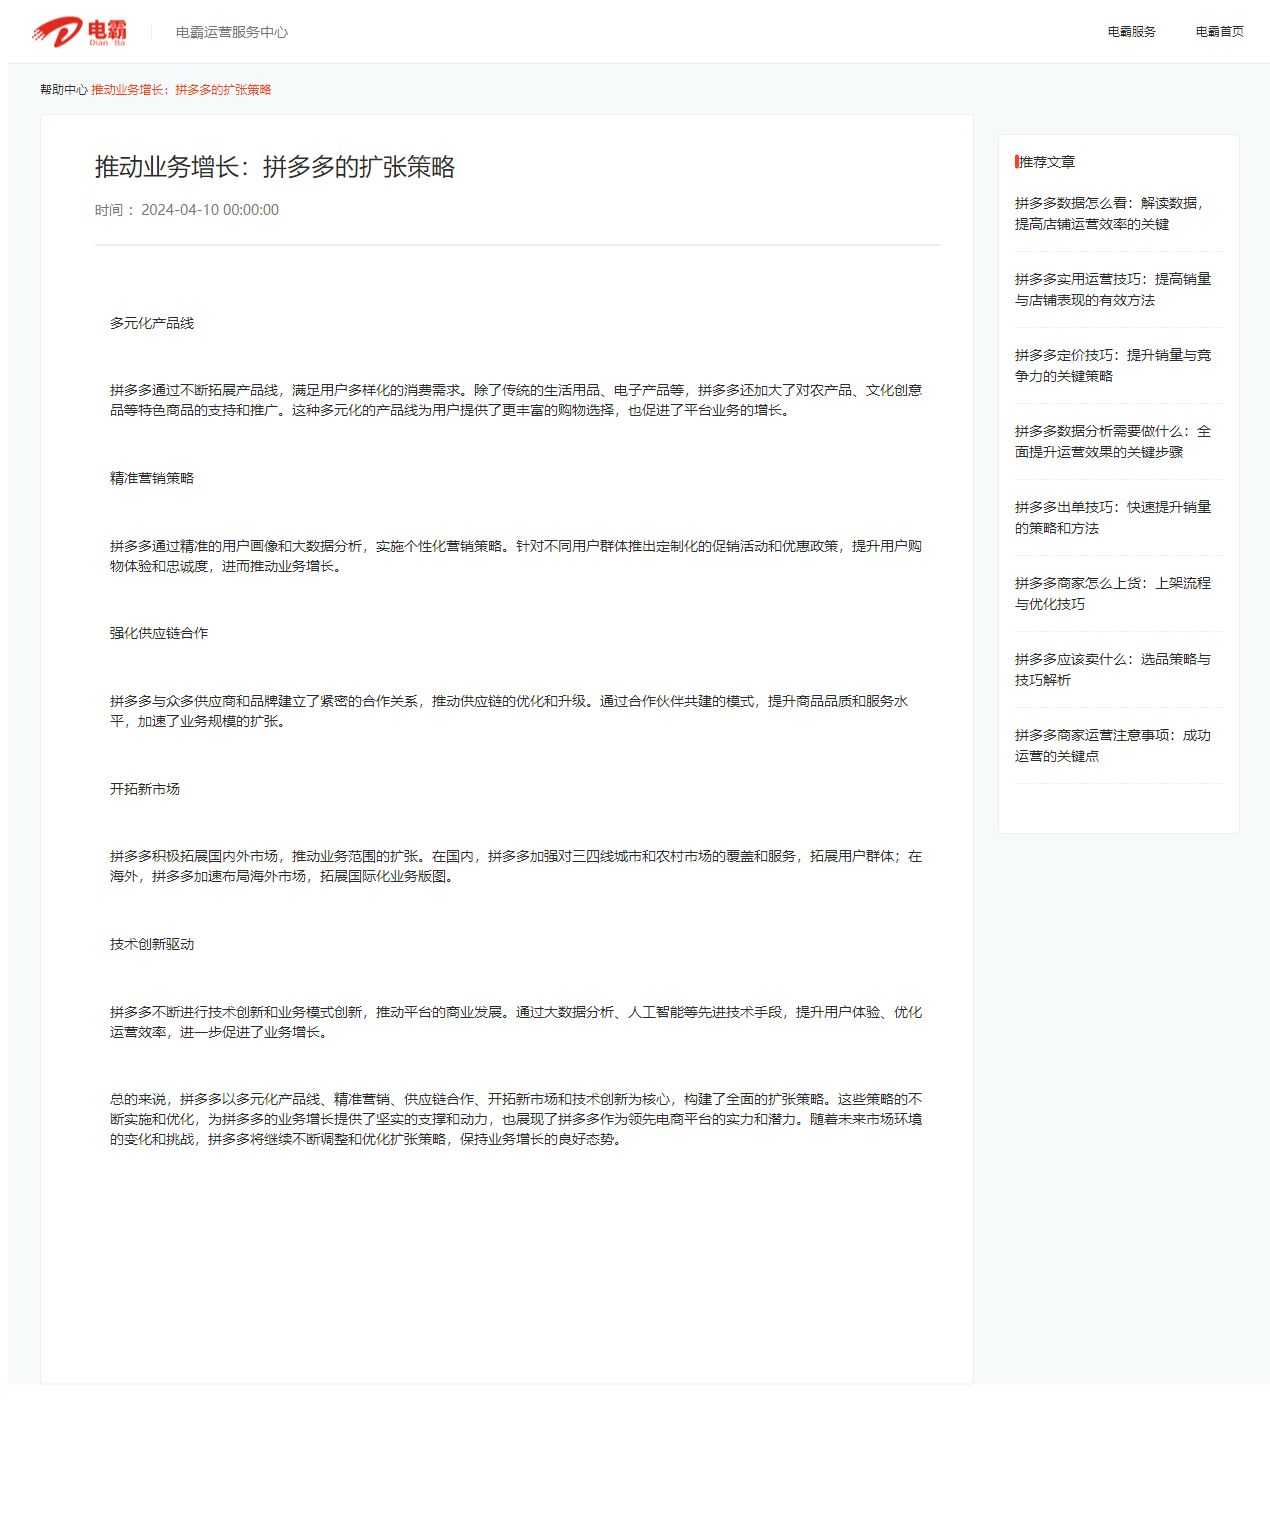 电霸
Dian Ba
电霸运营服务中心
电霸服务
电霸首页
帮助中心 推动业务增长：拼多多的扩张策略
推动业务增长：拼多多的扩张策略
时间 ：2024-04-10 00:00:00
多元化产品线
拼多多通过不断拓展产品线，满足用户多样化的消费需求。除了传统的生活用品、电子产品等，拼多多还加大了对农产品、文化创意
品等特色商品的支持和推广。这种多元化的产品线为用户提供了更丰富的购物选择，也促进了平台业务的增长。
精准营销策略
拼多多通过精准的用户画像和大数据分析，实施个性化营销策略。针对不同用户群体推出定制化的促销活动和优惠政策，提升用户购
物体验和忠诚度，进而推动业务增长。
强化供应链合作
拼多多与众多供应商和品牌建立了紧密的合作关系，推动供应链的优化和升级。通过合作伙伴共建的模式，提升商品品质和服务水
平，加速了业务规模的扩张。
开拓新市场
拼多多积极拓展国内外市场，推动业务范围的扩张。在国内，拼多多加强对三四线城市和农村市场的覆盖和服务，拓展用户群体；在
海外，拼多多加速布局海外市场，拓展国际化业务版图。
技术创新驱动
拼多多不断进行技术创新和业务模式创新，推动平台的商业发展。通过大数据分析、人工智能等先进技术手段，提升用户体验、优化
运营效率，进一步促进了业务增长。
总的来说，拼多多以多元化产品线、精准营销、供应链合作、开拓新市场和技术创新为核心，构建了全面的扩张策略。这些策略的不
断实施和优化，为拼多多的业务增长提供了坚实的支撑和动力，也展现了拼多多作为领先电商平台的实力和潜力。随着未来市场环境
的变化和挑战，拼多多将继续不断调整和优化扩张策略，保持业务增长的良好态势。
推荐文章
拼多多数据怎么看：解读数据，
提高店铺运营效率的关键
拼多多实用运营技巧：提高销量
与店铺表现的有效方法
拼多多定价技巧：提升销量与竞
争力的关键策略
拼多多数据分析需要做什么：全
面提升运营效果的关键步骤
拼多多出单技巧：快速提升销量
的策略和方法
拼多多商家怎么上货：上架流程
与优化技巧
拼多多应该卖什么：选品策略与
技巧解析
拼多多商家运营注意事项：成功
运营的关键点